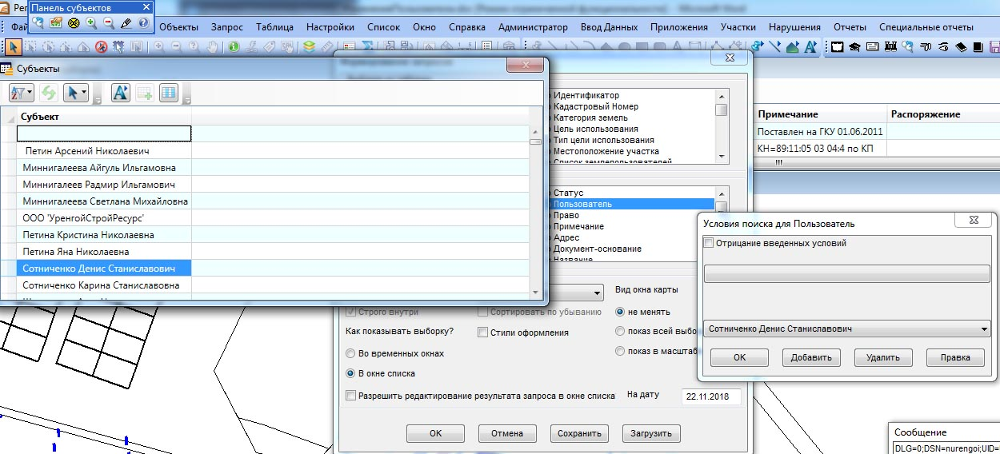 Рег
Панель субъектов
Microsoft Word
Фай
Объекты Запрос Таблица Настройки Список Окно Справка Администратор Ввод Данных Приложения Участки Нарушения Отчеты Специальные отчеты
Субъекты
Субъект
Петин Арсений Николаевич
Миннигалеева Айгуль Ильгамовна
Миннигалеев Радмир Ильгамович
Миннигалеева Светлана Михайловна
ООО 'УренгойСтройРесурс'
Петина Кристина Николаевна
Петина Яна Николаевна
Сотниченко Денис Станиславович
Сотниченко Карина Станиславовна
Идентификатор
Кадастровый Номер
Категория земель
Цель использования
Тип цели использования
Местоположение участка
Список землепользователей
Статус
Пользователь
Право
Примечание
Адрес
Документ-основание
Название
Примечание Распоряжение
Поставлен на ГКУ 01.06.2011
КН=89:11:05 03 04:4 по КП
Условия поиска для Пользователь
Отрицание введенных условий
Сотниченко Денис Станиславович
OK Добавить Удалить Правка
Вид окна карты
Строго внутри Сортировать по убыванию не менять
Как показывать выборку? Стили оформления показ всей выбо
Во временных окнах показ в масштаб
В окне списка
Разрешить редактирование результата запроса в окне списка На дату 22.11.2018
OK Отмена Сохранить Загрузить
Сообщение
DLG=0;DSN=nurengoi;UID=